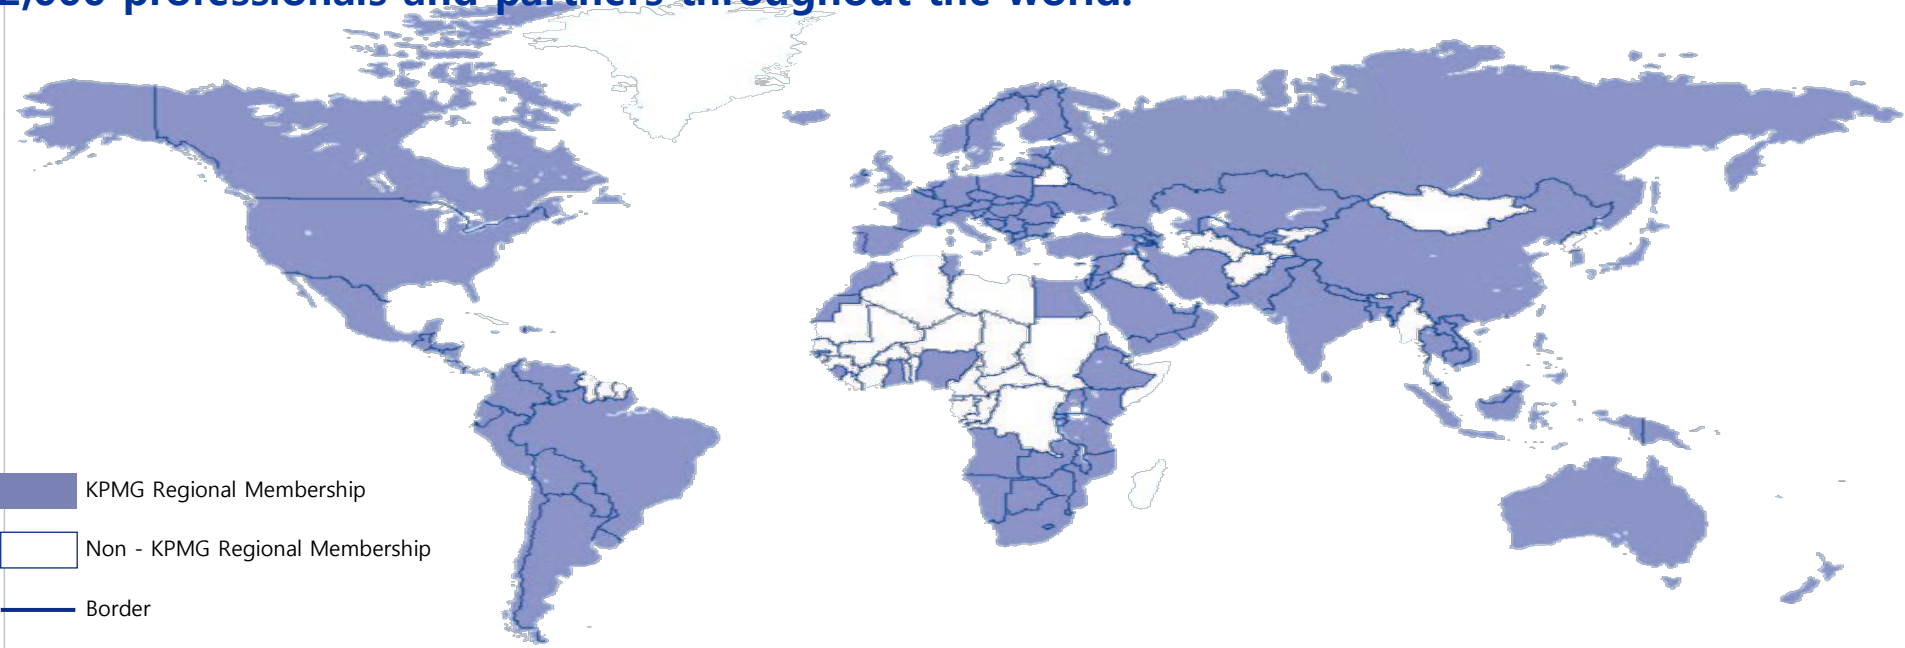 professionals and partners throughout the world.
KPMG Regional Membership
Non - KPMG Regional Membership
Border